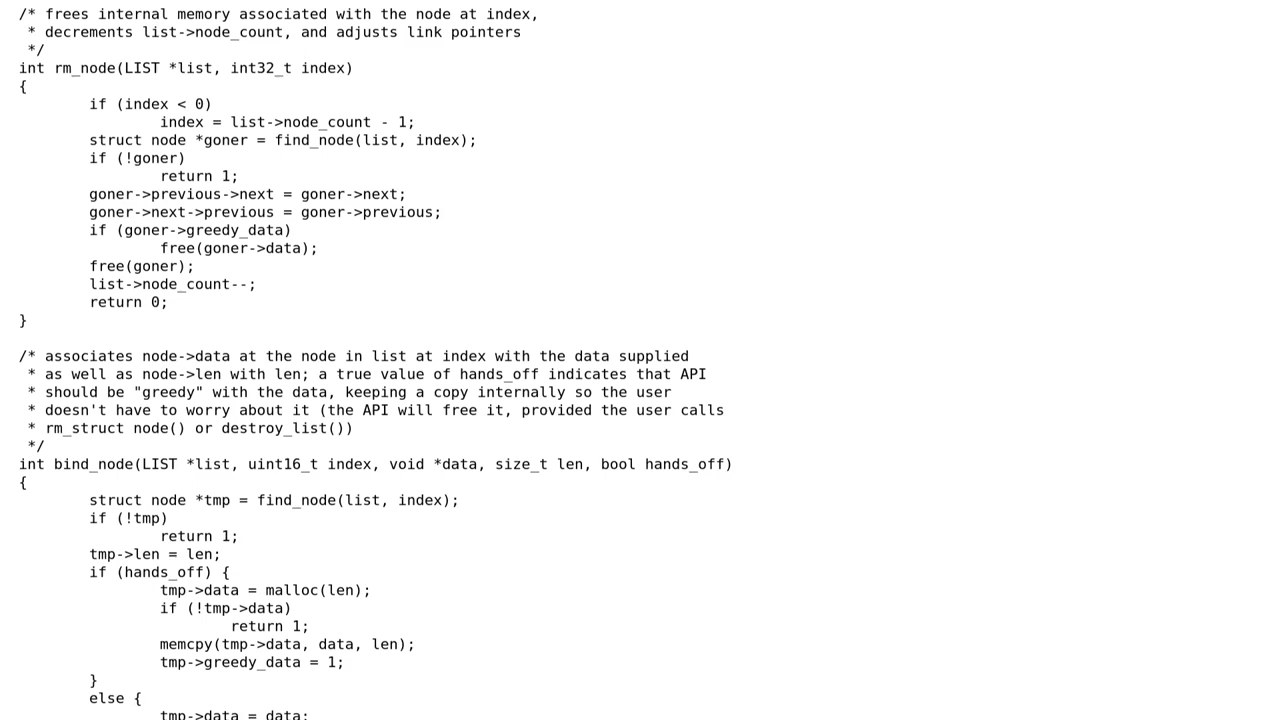 /* frees internal memory associated with the node at index,
 * decrements list->node_count, and adjusts link pointers
 */
int rm_node(LIST *list, int32_t index)
{
        if (index < 0)
                index = list->node_count - 1;
        struct node *goner = find_node(list, index);
        if (!goner)
                return 1;
        goner->previous->next = goner->next;
        goner->next->previous = goner->previous;
        if (goner->greedy_data)
                free(goner->data);
        free(goner);
        list->node_count--;
        return 0;
}

/* associates node->data at the node in list at index with the data supplied
 * as well as node->len with len; a true value of hands_off indicates that API
 * should be "greedy" with the data, keeping a copy internally so the user
 * doesn't have to worry about it (the API will free it, provided the user calls
 * rm_struct node() or destroy_list())
 */
int bind_node(LIST *list, uint16_t index, void *data, size_t len, bool hands_off)
{
        struct node *tmp = find_node(list, index);
        if (!tmp)
                return 1;
        tmp->len = len;
        if (hands_off) {
                tmp->data = malloc(len);
                if (!tmp->data)
                        return 1;
                memcpy(tmp->data, data, len);
                tmp->greedy_data = 1;
        }
        else {
                tmp->data = data;